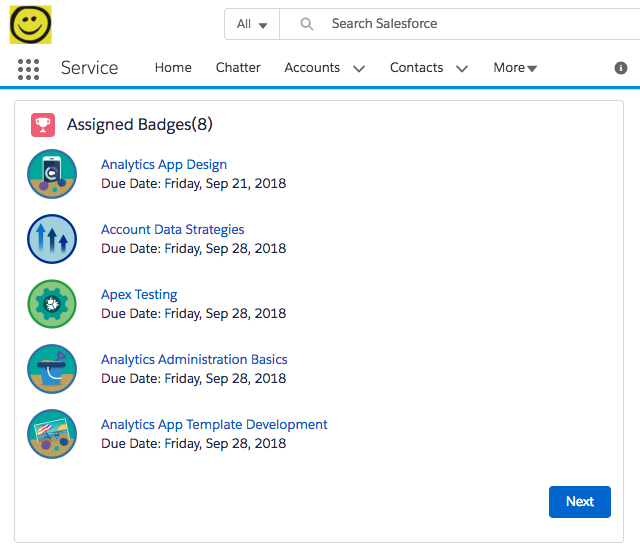 All
Search Salesforce
Service
Home
Chatter
Accounts
Contacts
More
Assigned Badges(8)
Analytics App Design
Due Date: Friday, Sep 21, 2018
Account Data Strategies
Due Date: Friday, Sep 28, 2018
Apex Testing
Due Date: Friday, Sep 28, 2018
Analytics Administration Basics
Due Date: Friday, Sep 28, 2018
Analytics App Template Development
Due Date: Friday, Sep 28, 2018
Next